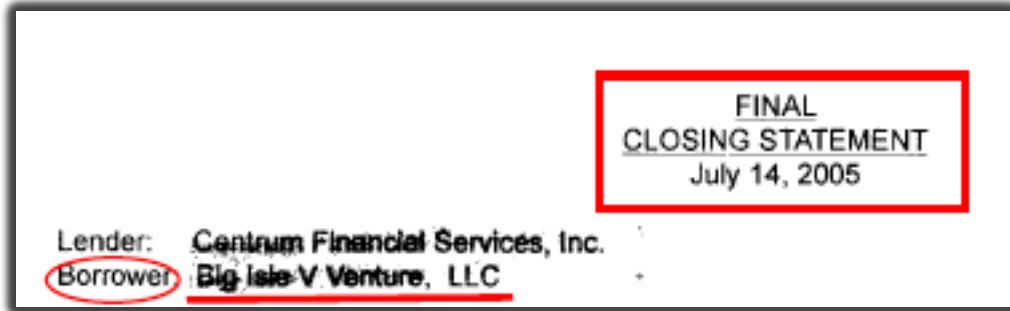 FINAL
CLOSING STATEMENT
July 14, 2005
Lender: Centrum Financial Services, Inc.
Borrower: Big Isle V Venture, LLC